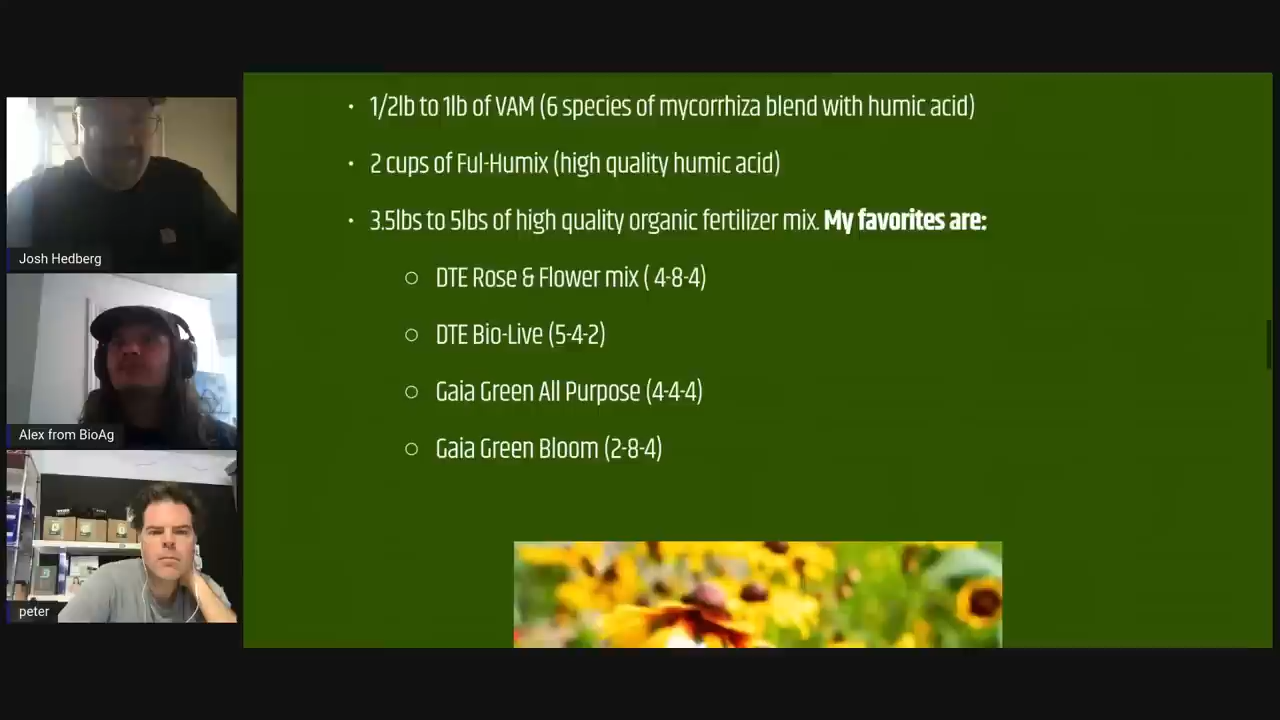 • 1/2lb to 1lb of VAM (6 species of mycorrhiza blend with humic acid)
• 2 cups of Ful-Humix (high quality humic acid)
• 3.5lbs to 5lbs of high quality organic fertilizer mix. My favorites are:
○ DTE Rose & Flower mix ( 4-8-4)
○ DTE Bio-Live (5-4-2)
○ Gaia Green All Purpose (4-4-4)
○ Gaia Green Bloom (2-8-4)
Josh Hedberg
Alex from BioAg
peter